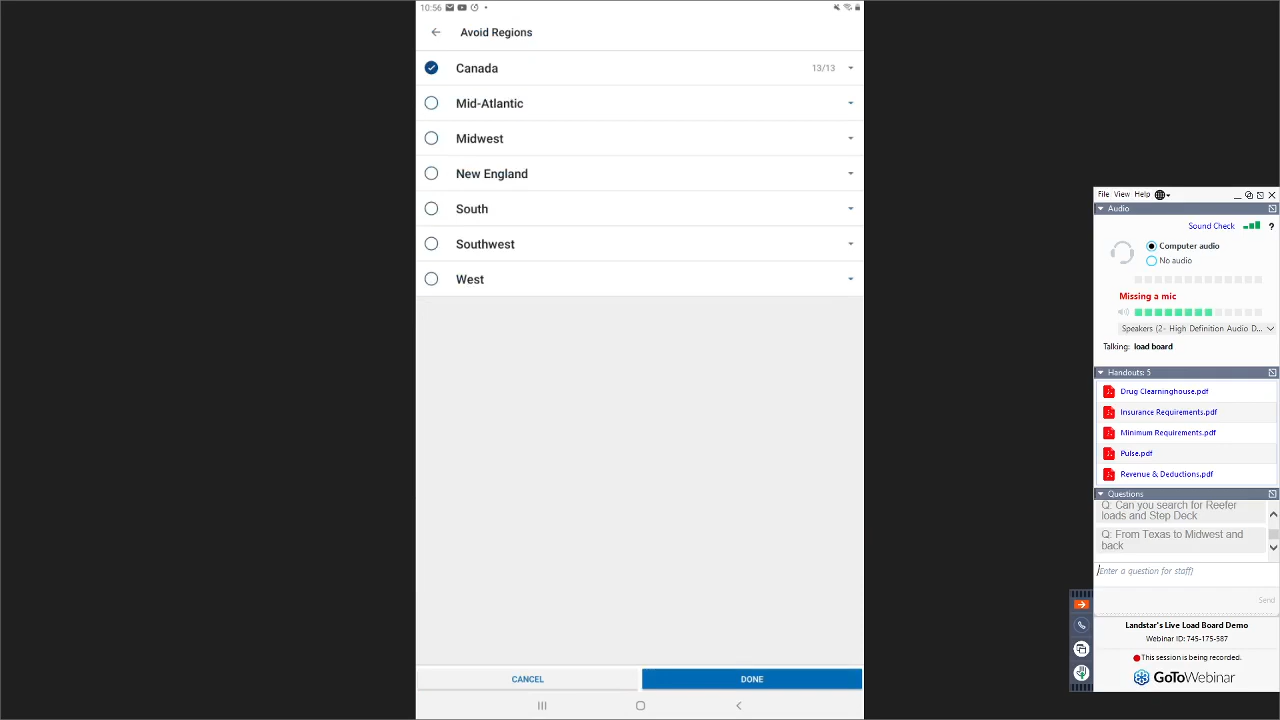 10:56
Avoid Regions
Canada 13/13
Mid-Atlantic
Midwest
New England
South
Southwest
West
CANCEL DONE
File View Help
Audio
Sound Check ?
Computer audio
No audio
Missing a mic
Speakers (2- High Definition Audio D...
Talking: load board
Handouts: 5
Drug Clearninghouse.pdf
Insurance Requirements.pdf
Minimum Requirements.pdf
Pulse.pdf
Revenue & Deductions.pdf
Questions
Q: Can you search for Reefer
loads and Step Deck
Q: From Texas to Midwest and
back
[Enter a question for staff]
Send
Landstar's Live Load Board Demo
Webinar ID: 745-175-587
This session is being recorded.
GoToWebinar